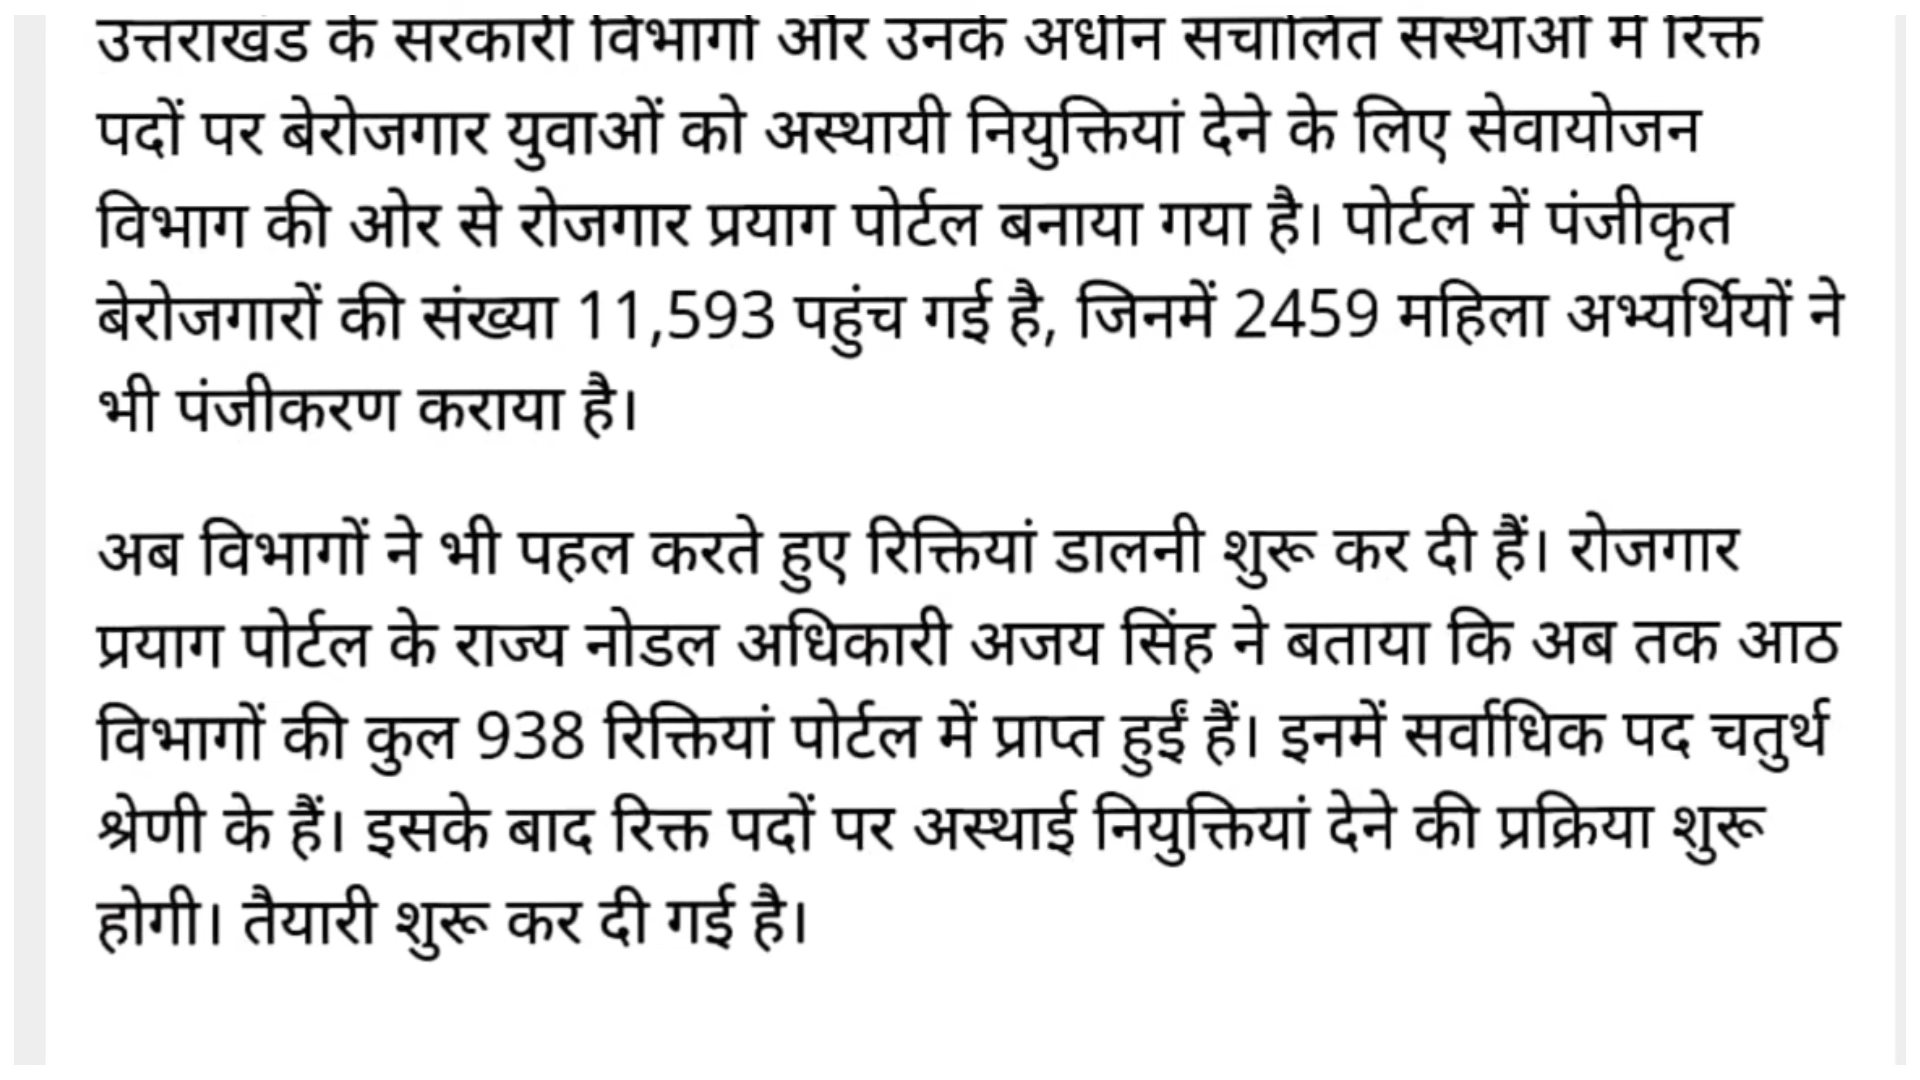 उत्तराखंड के सरकारी विभागों और उनके अधीन संचालित संस्थाओं में रिक्त
पदों पर बेरोजगार युवाओं को अस्थायी नियुक्तियां देने के लिए सेवायोजन
विभाग की ओर से रोजगार प्रयाग पोर्टल बनाया गया है। पोर्टल में पंजीकृत
बेरोजगारों की संख्या 11,593 पहुंच गई है, जिनमें 2459 महिला अभ्यर्थियों ने
भी पंजीकरण कराया है।
अब विभागों ने भी पहल करते हुए रिक्तियां डालनी शुरू कर दी हैं। रोजगार
प्रयाग पोर्टल के राज्य नोडल अधिकारी अजय सिंह ने बताया कि अब तक आठ
विभागों की कुल 938 रिक्तियां पोर्टल में प्राप्त हुईं हैं। इनमें सर्वाधिक पद चतुर्थ
श्रेणी के हैं। इसके बाद रिक्त पदों पर अस्थाई नियुक्तियां देने की प्रक्रिया शुरू
होगी। तैयारी शुरू कर दी गई है।